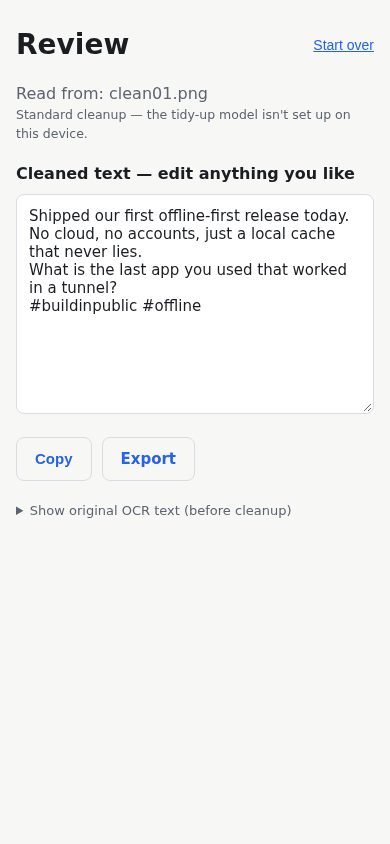 Review
Start over
Read from: clean01.png
Standard cleanup — the tidy-up model isn't set up on
this device.
Cleaned text — edit anything you like
Shipped our first offline-first release today.
No cloud, no accounts, just a local cache
that never lies.
What is the last app you used that worked
in a tunnel?
#buildinpublic #offline
Copy
Export
Show original OCR text (before cleanup)